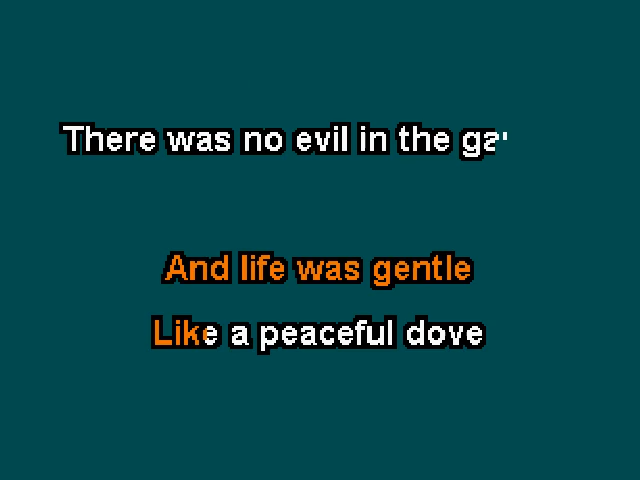 There was no evil in the
And life was gentle
Like a peaceful dove